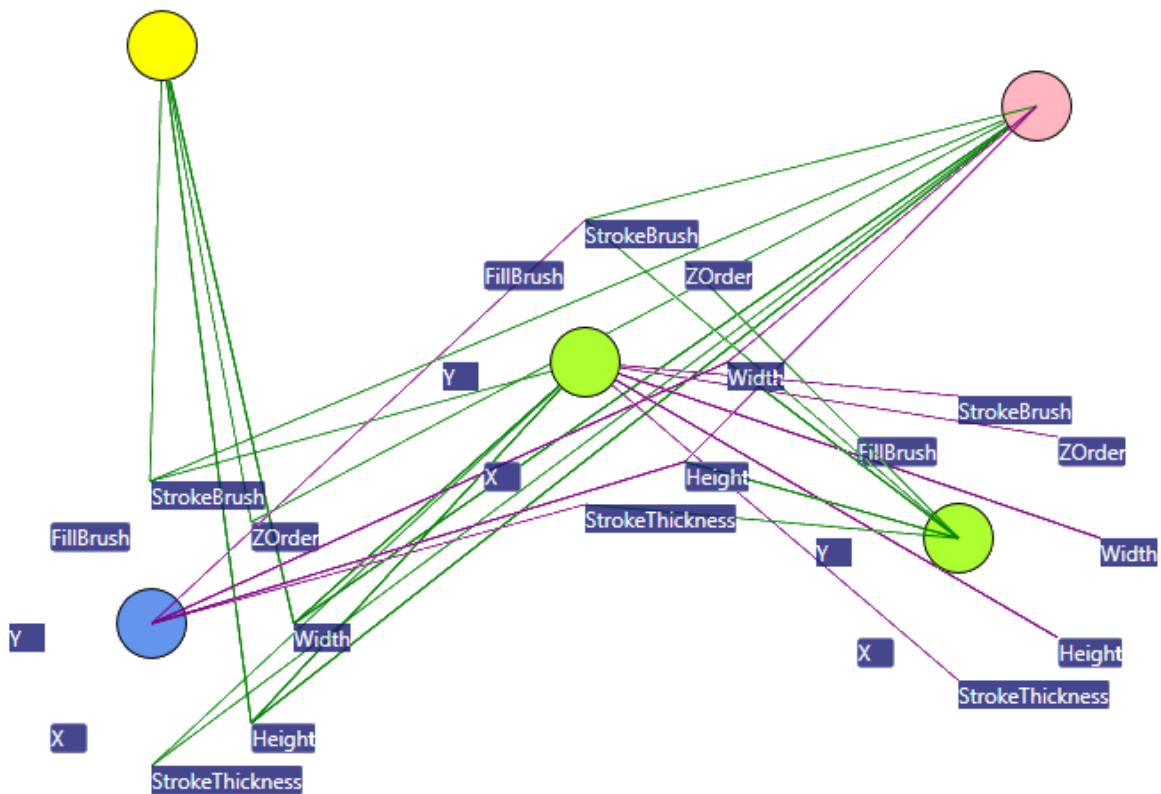 StrokeBrush
FillBrush
ZOrder
Y
Width
StrokeBrush
FillBrush
ZOrder
X
Height
StrokeBrush
StrokeThickness
FillBrush
ZOrder
Y
Width
Y
Width
X
Height
StrokeThickness
X
Height
StrokeThickness